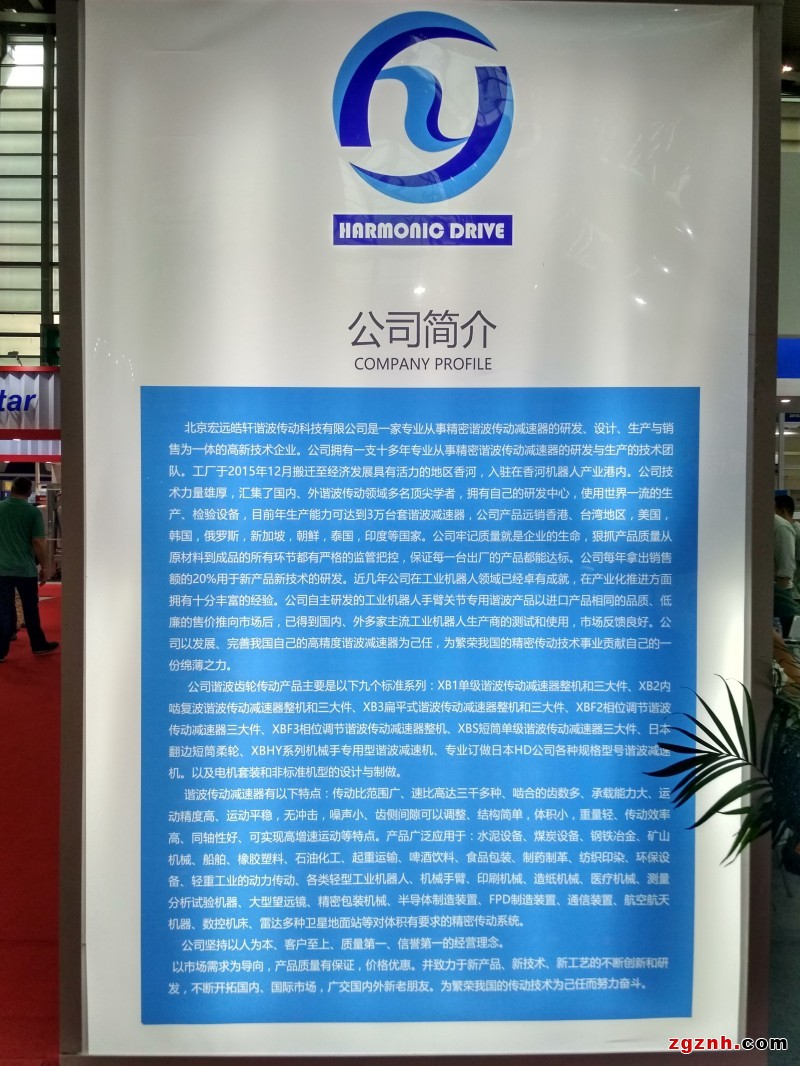 HARMONIC DRIVE
公司简介
COMPANY PROFILE
tar
北京宏远皓轩谐波传动科技有限公司是一家专业从事精密谐波传动减速器的研发、设计、生产与销
售为一体的高新技术企业。公司拥有一支十多年专业从事精密谐波传动减速器的研发与生产的技术团
队。工厂于2015年12月搬迁至经济发展具有活力的地区香河，入驻在香河机器人产业港内。公司技
术力量雄厚，汇集了国内、外谐波传动领域多名顶尖学者，拥有自己的研发中心，使用世界一流的生
产、检验设备，目前年生产能力可达到3万台套谐波减速器，公司产品远销香港、台湾地区，美国，
韩国，俄罗斯，新加坡，朝鲜，泰国，印度等国家。公司牢记质量就是企业的生命，狠抓产品质量从
原材料到成品的所有环节都有严格的监管把控，保证每一台出厂的产品都能达标。公司每年拿出销售
额的20%用于新产品新技术的研发。近几年公司在工业机器人领域已经卓有成就，在产业化推进方面
拥有十分丰富的经验。公司自主研发的工业机器人手臂关节专用谐波产品以进口产品相同的品质、低
廉的售价推向市场后，已得到国内、外多家主流工业机器人生产商的测试和使用，市场反馈良好。公
司以发展、完善我国自己的高精度谐波减速器为己任，为繁荣我国的精密传动技术事业贡献自己的一
份绵薄之力。
公司谐波齿轮传动产品主要是以下九个标准系列：XB1单级谐波传动减速器整机和三大件、XB2内
啮复波谐波传动减速器整机和三大件、XB3扁平式谐波传动减速器整机和三大件、XBF2相位调节谐波
传动减速器三大件、XBF3相位调节谐波传动减速器整机、XBS短筒单级谐波传动减速器三大件、日本
翻边短筒柔轮、XBHY系列机械手专用型谐波减速机、专业订做日本HD公司各种规格型号谐波减速
机。以及电机套装和非标准机型的设计与制做。
谐波传动减速器有以下特点：传动比范围广、速比高达三千多种、啮合的齿数多、承载能力大、运
动精度高、运动平稳，无冲击，噪声小、齿侧间隙可以调整、结构简单，体积小，重量轻、传动效率
高、同轴性好、可实现高增速运动等特点。产品广泛应用于：水泥设备、煤炭设备、钢铁冶金、矿山
机械、船舶、橡胶塑料、石油化工、起重运输、啤酒饮料、食品包装、制药制革、纺织印染、环保设
备、轻重工业的动力传动、各类轻型工业机器人、机械手臂、印刷机械、造纸机械、医疗机械、测量
分析试验机器、大型望远镜、精密包装机械、半导体制造装置、FPD制造装置、通信装置、航空航天
机器、数控机床、雷达多种卫星地面站等对体积有要求的精密传动系统。
公司坚持以人为本、客户至上、质量第一、信誉第一的经营理念。
以市场需求为导向，产品质量有保证，价格优惠。并致力于新产品、新技术、新工艺的不断创新和研
发，不断开拓国内、国际市场，广交国内外新老朋友。为繁荣我国的传动技术为己任而努力奋斗。
zgznh.com